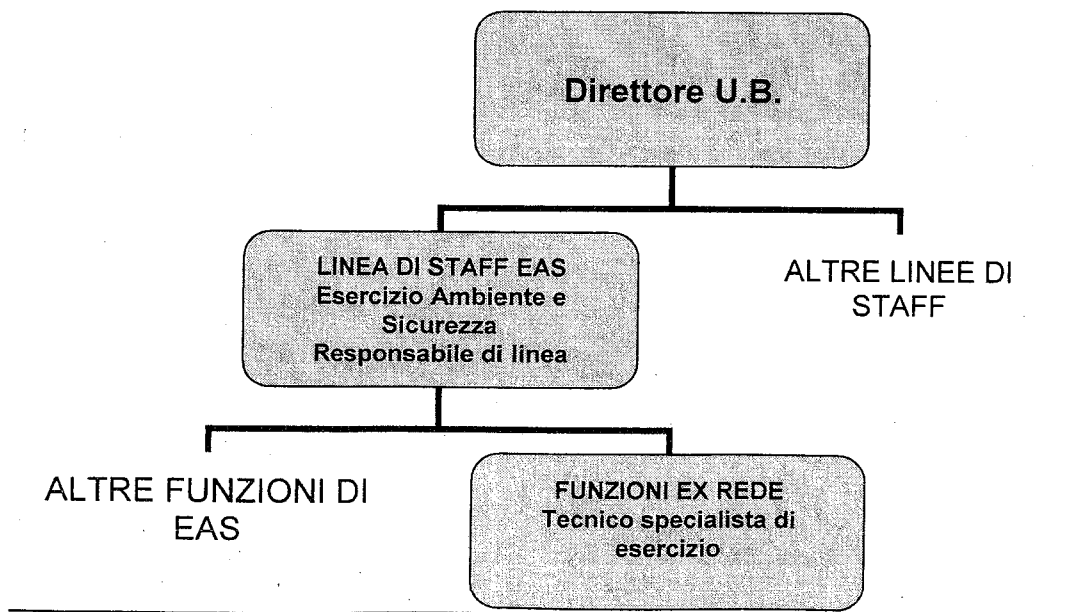 Direttore U.B.
LINEA DI STAFF EAS
Esercizio Ambiente e
Sicurezza
Responsabile di linea
ALTRE LINEE DI
STAFF
ALTRE FUNZIONI DI
EAS
FUNZIONI EX REDE
Tecnico specialista di
esercizio